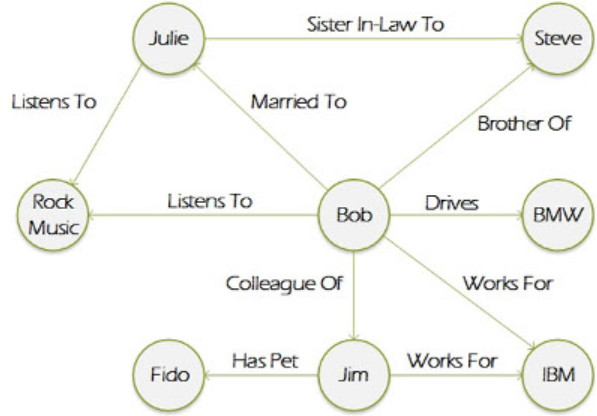 Sister In-Law To
Julie
Steve
Listens To
Married To
Brother Of
Rock
Music
Listens To
Bob
Drives
BMW
Colleague Of
Works For
Fido
Has Pet
Jim
Works For
IBM